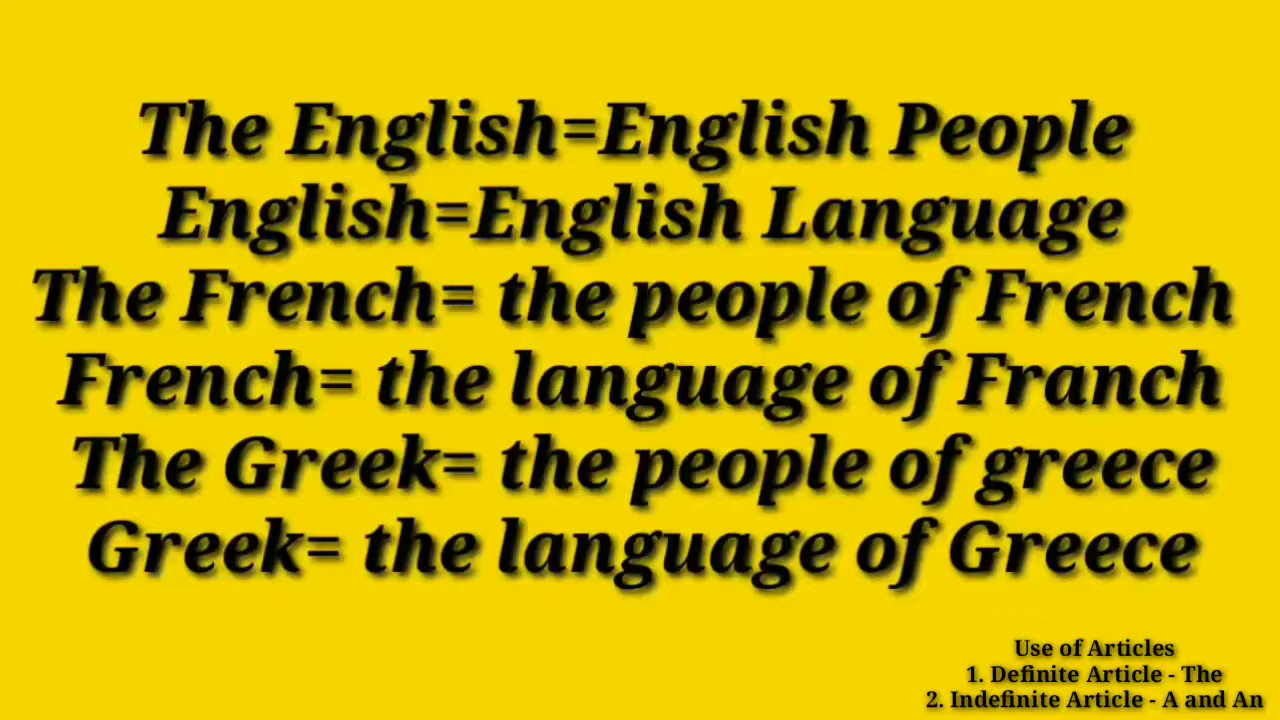 The English=English People
English=English Language
The French= the people of French
French= the language of Franch
The Greek= the people of greece
Greek= the language of Greece
Use of Articles
1. Definite Article - The
2. Indefinite Article - A and An